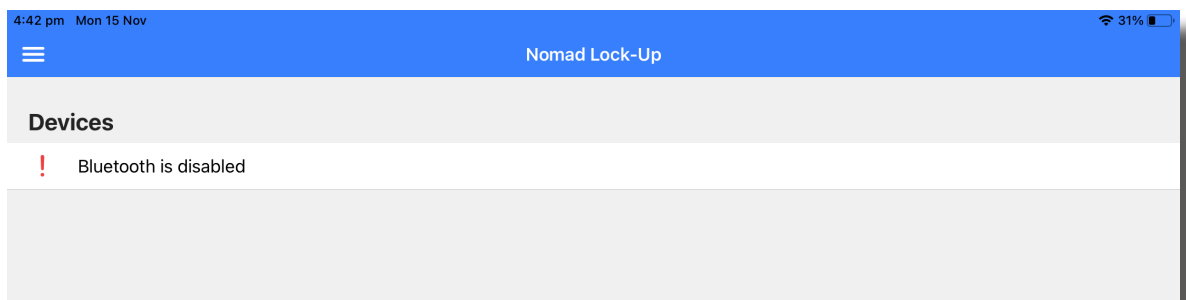 4:42 pm Mon 15 Nov 31%
Nomad Lock-Up
Devices
! Bluetooth is disabled